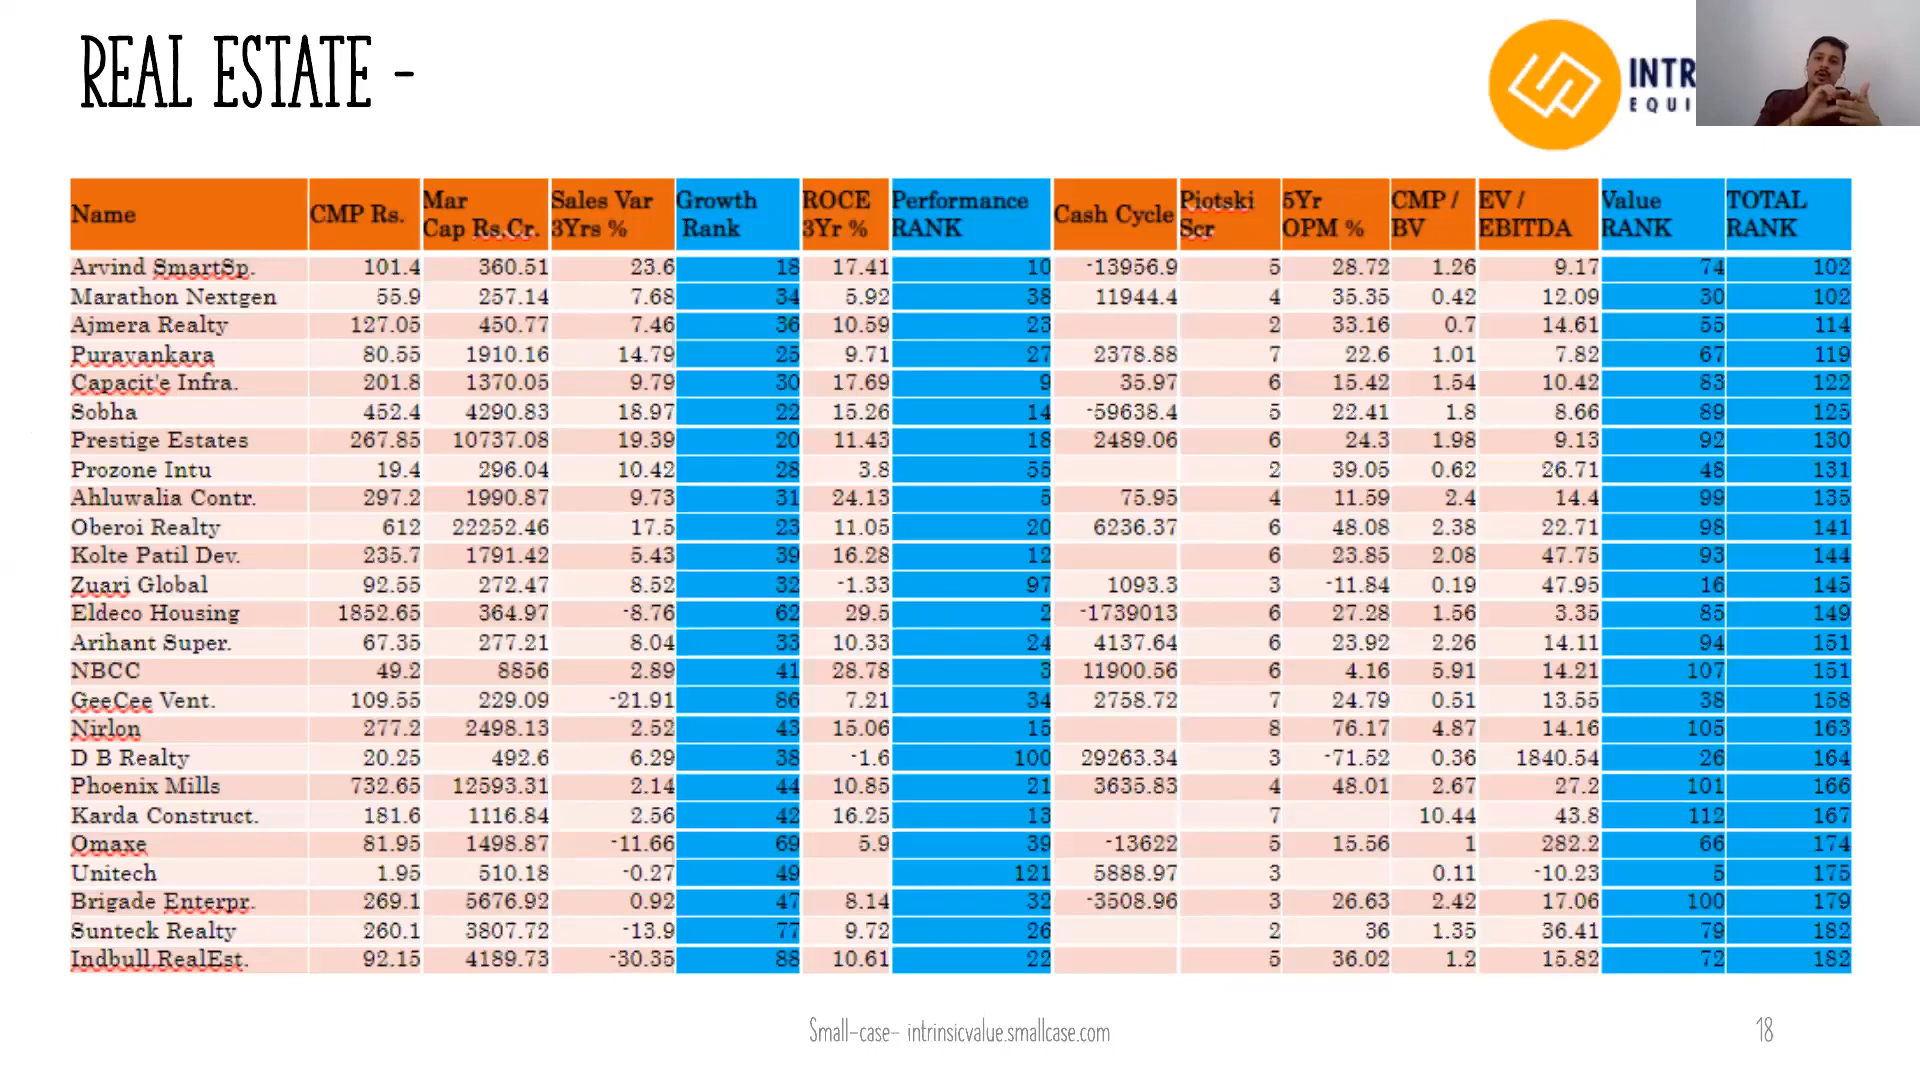 REAL ESTATE -
INTR
EQUI
Name CMP Rs. Mar Cap Rs.Cr. Sales Var 3Yrs % Growth Rank ROCE 3Yr % Performance RANK Cash Cycle Piotski Scr 5Yr OPM % CMP / BV EV / EBITDA Value RANK TOTAL RANK
Arvind SmartSp. 101.4 360.51 23.6 18 17.41 10 -13956.9 5 28.72 1.26 9.17 74 102
Marathon Nextgen 55.9 257.14 7.68 34 5.92 38 11944.4 4 35.35 0.42 12.09 30 102
Ajmera Realty 127.05 450.77 7.46 36 10.59 23 2 33.16 0.7 14.61 55 114
Puravankara 80.55 1910.16 14.79 25 9.71 27 2378.88 7 22.6 1.01 7.82 67 119
Capacit'e Infra. 201.8 1370.05 9.79 30 17.69 9 35.97 6 15.42 1.54 10.42 83 122
Sobha 452.4 4290.83 18.97 22 15.26 14 -59638.4 5 22.41 1.8 8.66 89 125
Prestige Estates 267.85 10737.08 19.39 20 11.43 18 2489.06 6 24.3 1.98 9.13 92 130
Prozone Intu 19.4 296.04 10.42 28 3.8 55 2 39.05 0.62 26.71 48 131
Ahluwalia Contr. 297.2 1990.87 9.73 31 24.13 5 75.95 4 11.59 2.4 14.4 99 135
Oberoi Realty 612 22252.46 17.5 23 11.05 20 6236.37 6 48.08 2.38 22.71 98 141
Kolte Patil Dev. 235.7 1791.42 5.43 39 16.28 12 6 23.85 2.08 47.75 93 144
Zuari Global 92.55 272.47 8.52 32 -1.33 97 1093.3 3 -11.84 0.19 47.95 16 145
Eldeco Housing 1852.65 364.97 -8.76 62 29.5 2 -1739013 6 27.28 1.56 3.35 85 149
Arihant Super. 67.35 277.21 8.04 33 10.33 24 4137.64 6 23.92 2.26 14.11 94 151
NBCC 49.2 8856 2.89 41 28.78 3 11900.56 6 4.16 5.91 14.21 107 151
GeeCee Vent. 109.55 229.09 -21.91 86 7.21 34 2758.72 7 24.79 0.51 13.55 38 158
Nirlon 277.2 2498.13 2.52 43 15.06 15 8 76.17 4.87 14.16 105 163
D B Realty 20.25 492.6 6.29 38 -1.6 100 29263.34 3 -71.52 0.36 1840.54 26 164
Phoenix Mills 732.65 12593.31 2.14 44 10.85 21 3635.83 4 48.01 2.67 27.2 101 166
Karda Construct. 181.6 1116.84 2.56 42 16.25 13 7 10.44 43.8 112 167
Omaxe 81.95 1498.87 -11.66 69 5.9 39 -13622 5 15.56 1 282.2 66 174
Unitech 1.95 510.18 -0.27 49 121 5888.97 3 0.11 -10.23 5 175
Brigade Enterpr. 269.1 5676.92 0.92 47 8.14 32 -3508.96 3 26.63 2.42 17.06 100 179
Sunteck Realty 260.1 3807.72 -13.9 77 9.72 26 2 36 1.35 36.41 79 182
Indbull.RealEst. 92.15 4189.73 -30.35 88 10.61 22 5 36.02 1.2 15.82 72 182
Small-case- intrinsicvalue.smallcase.com
18